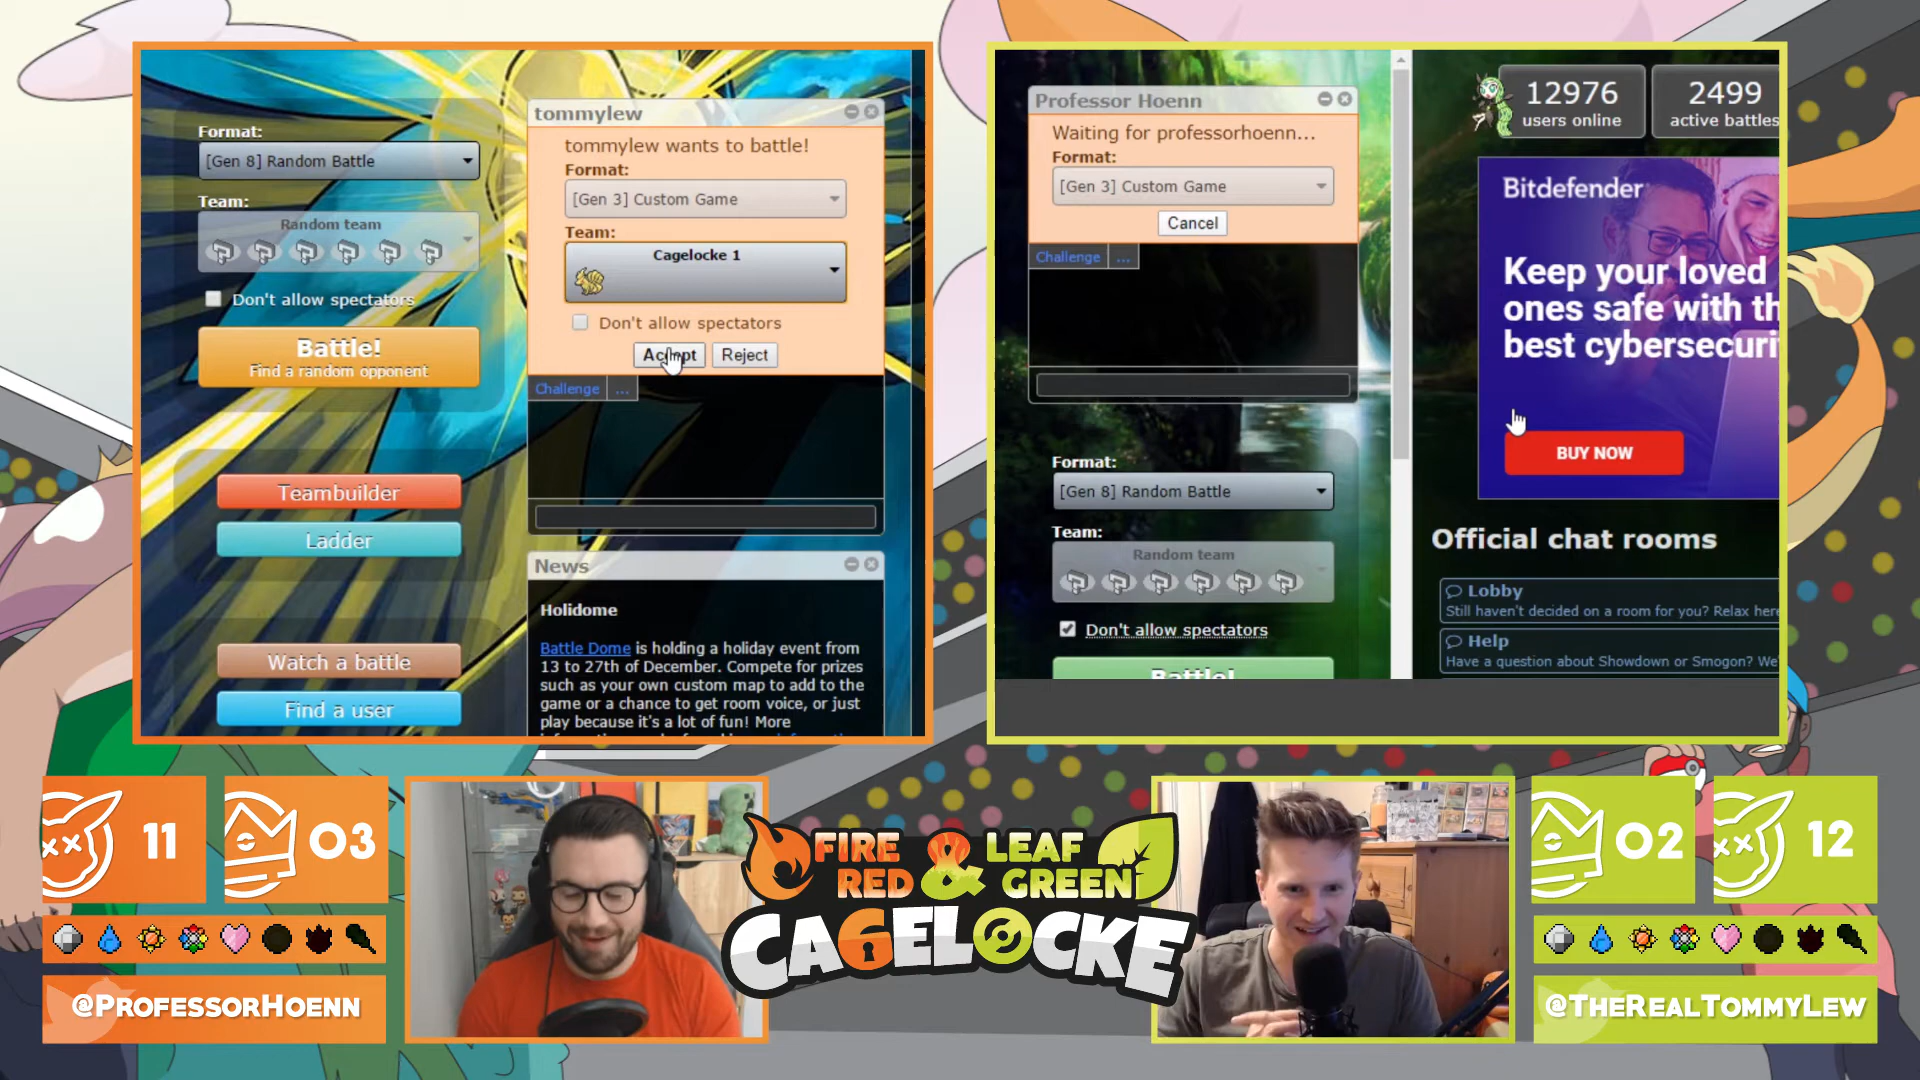 Format:
[Gen 8] Random Battle
Team:
Random team
Don't allow spectators
Battle!
Find a random opponent
Teambuilder
Ladder
Watch a battle
Find a user
tommylew
tommylew wants to battle!
Format:
[Gen 3] Custom Game
Team:
Cagelocke 1
Don't allow spectators
Accept
Reject
Challenge
...
News
Holidome
Battle Dome is holding a holiday event from
13 to 27th of December. Compete for prizes
such as your own custom map to add to the
game or a chance to get room voice, or just
play because it's a lot of fun! More
Professor Hoenn
Waiting for professorhoenn...
Format:
[Gen 3] Custom Game
Cancel
Challenge
...
Format:
[Gen 8] Random Battle
Team:
Random team
Don't allow spectators
Battle!
12976
users online
2499
active battles
Bitdefender
Keep your loved
ones safe with th
best cybersecuri
BUY NOW
Official chat rooms
Lobby
Still haven't decided on a room for you? Relax here
Help
Have a question about Showdown or Smogon? We'
11
03
@ProfessorHoenn
FIRE RED & LEAF GREEN
CAGELOCKE
02
12
@TheRealTommyLew